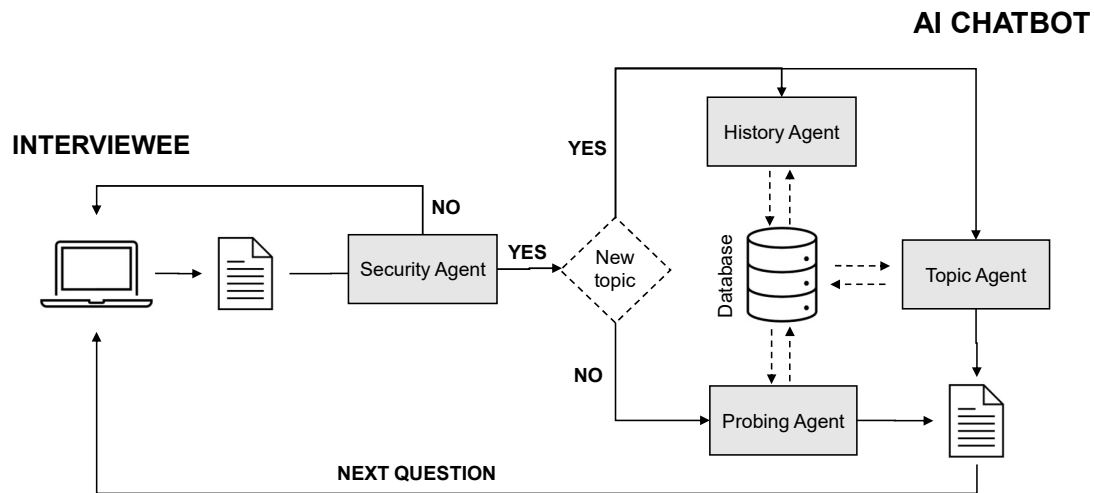 AI CHATBOT
INTERVIEWEE
YES
History Agent
NO
Security Agent
YES
New
topic
Database
Topic Agent
NO
Probing Agent
NEXT QUESTION